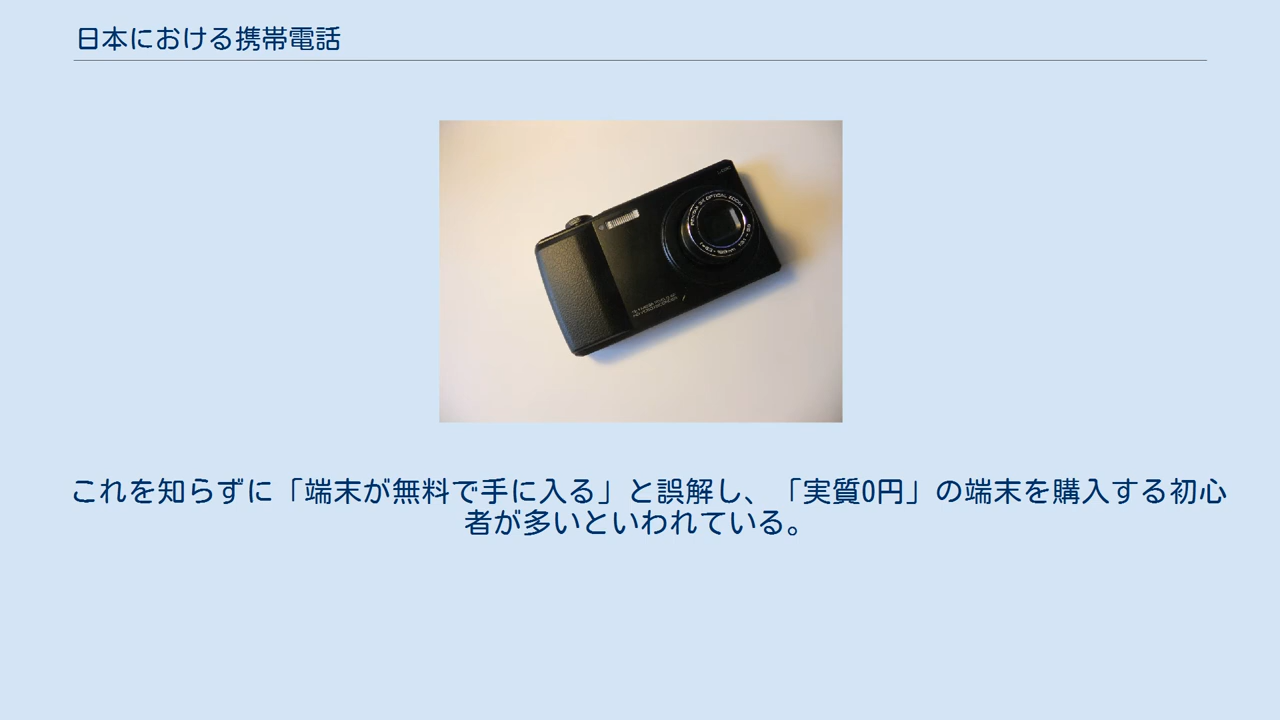 日本における携帯電話
これを知らずに「端末が無料で手に入る」と誤解し、「実質0円」の端末を購入する初心
者が多いといわれている。